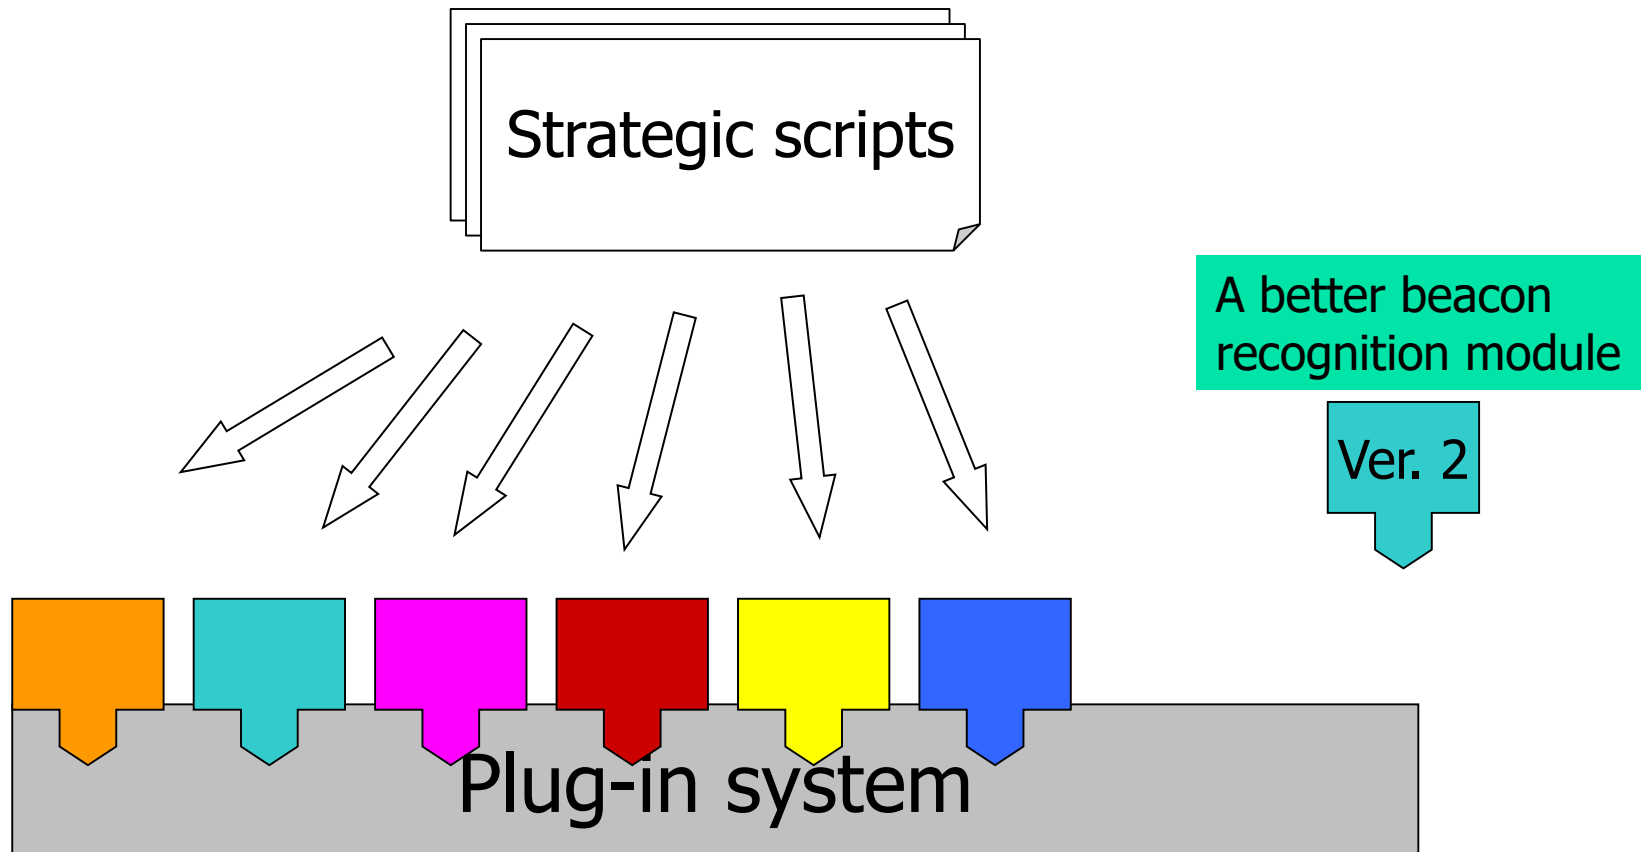 Strategic scripts
A better beacon
recognition module
Ver. 2
Plug-in system